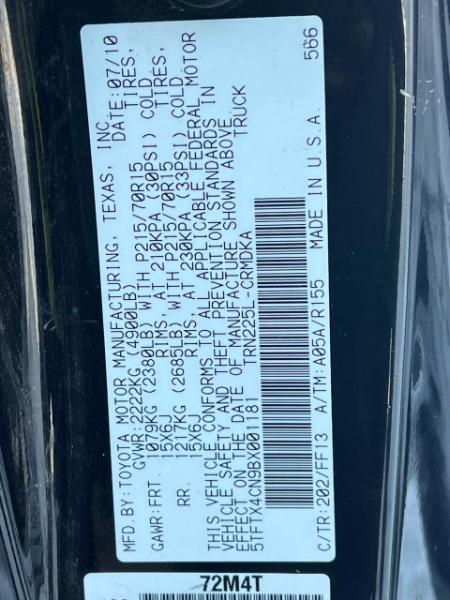 MFD. BY: TOYOTA MOTOR MANUFACTURING, TEXAS, INC.
GVWR: 2222KG (4900LB) DATE: 07/10
GAWR: FRT. 1079KG (2380LB) WITH P215/70R15 TIRES,
15X6J RIMS, AT 210KPA (30PSI) COLD
RR. 1217KG (2685LB) WITH P215/70R15 TIRES,
15X6J RIMS, AT 230KPA (33PSI) COLD
THIS VEHICLE CONFORMS TO ALL APPLICABLE FEDERAL MOTOR
VEHICLE SAFETY AND THEFT PREVENTION STANDARDS IN
EFFECT ON THE DATE OF MANUFACTURE SHOWN ABOVE.
5TFTX4CN9BX001181 TRUCK
TRN225L-CRMDKA
C/TR: 202/FF13 A/TM: A05A/R155 MADE IN U.S.A. 566
72M4T